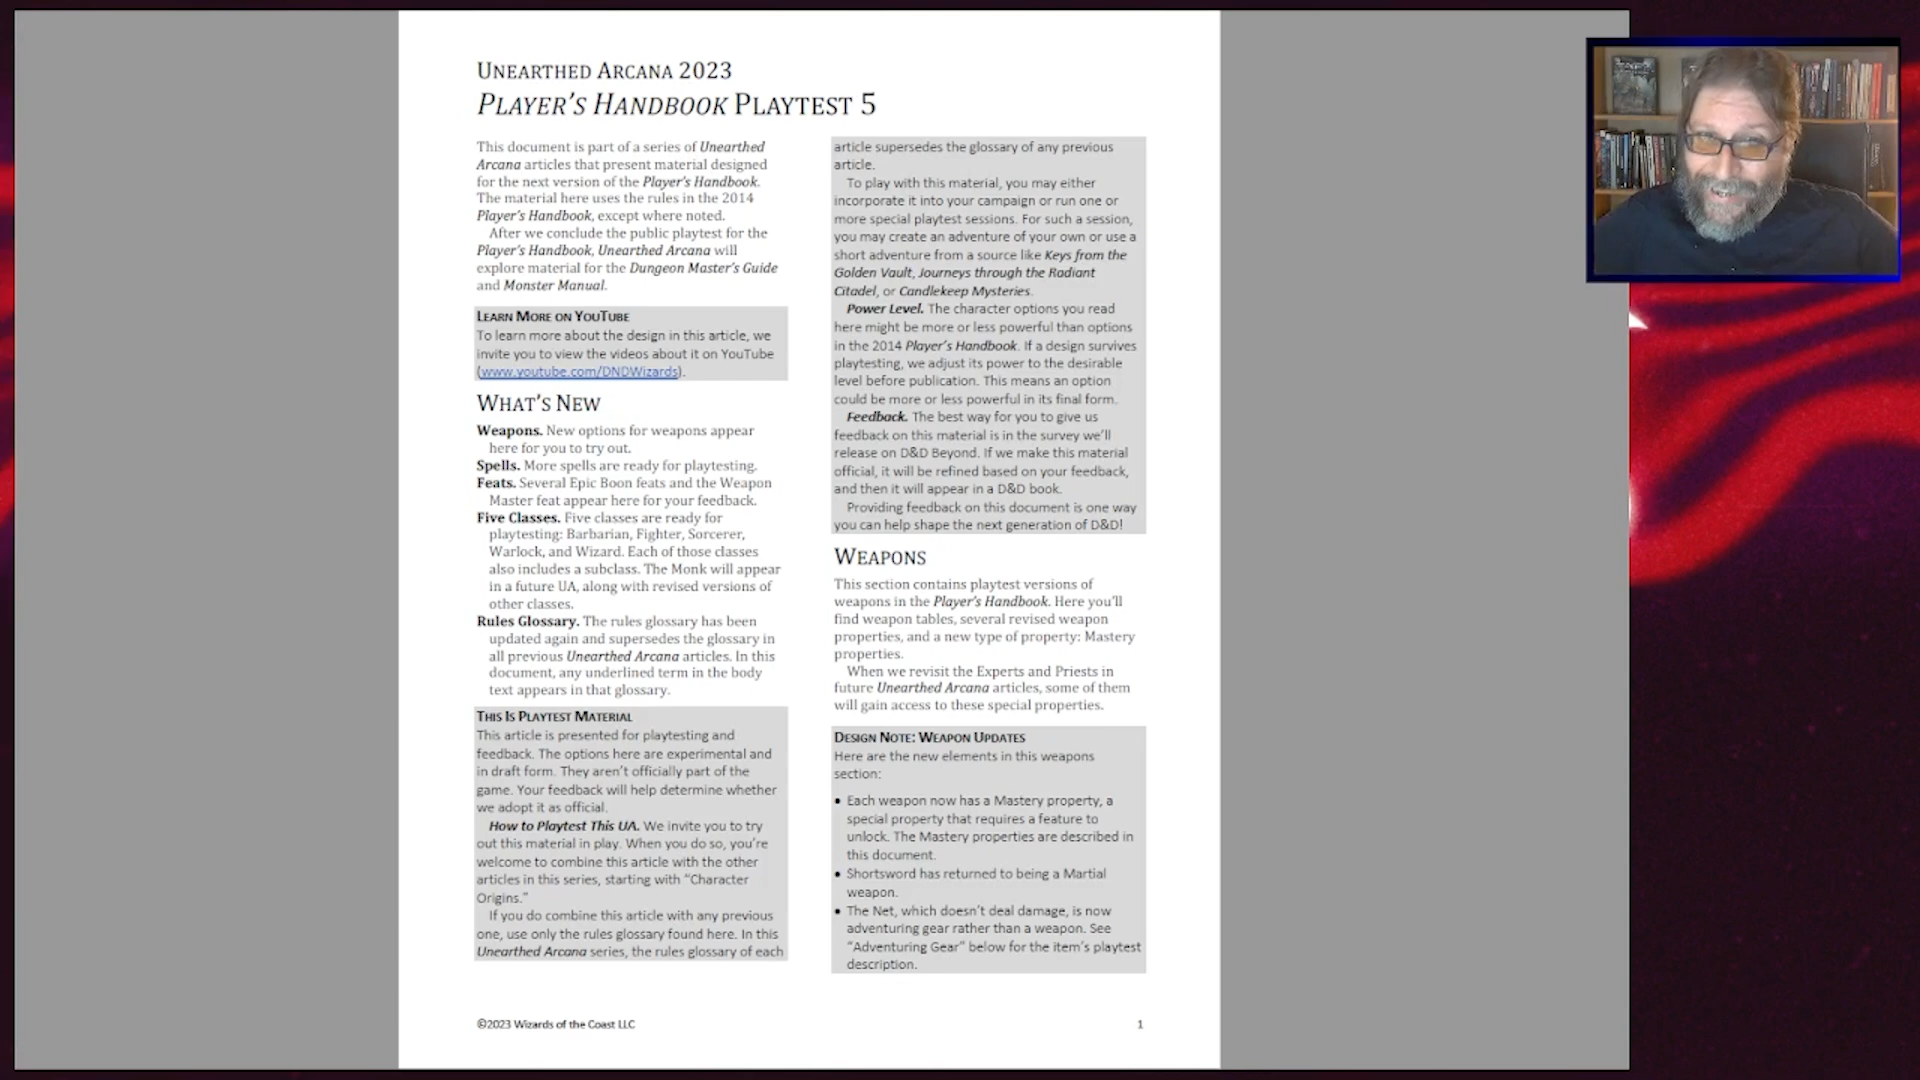 UNEARTHED ARCANA 2023
PLAYER'S HANDBOOK PLAYTEST 5
This document is part of a series of Unearthed
Arcana articles that present material designed
for the next version of the Player's Handbook.
The material here uses the rules in the 2014
Player's Handbook, except where noted.
After we conclude the public playtest for the
Player's Handbook, Unearthed Arcana will
explore material for the Dungeon Master's Guide
and Monster Manual.
LEARN MORE ON YOUTUBE
To learn more about the design in this article, we
invite you to view the videos about it on YouTube
(www.youtube.com/DNDWizards).
WHAT'S NEW
Weapons. New options for weapons appear
here for you to try out.
Spells. More spells are ready for playtesting.
Feats. Several Epic Boon feats and the Weapon
Master feat appear here for your feedback.
Five Classes. Five classes are ready for
playtesting: Barbarian, Fighter, Sorcerer,
Warlock, and Wizard. Each of those classes
also includes a subclass. The Monk will appear
in a future UA, along with revised versions of
other classes.
Rules Glossary. The rules glossary has been
updated again and supersedes the glossary in
all previous Unearthed Arcana articles. In this
document, any underlined term in the body
text appears in that glossary.
THIS IS PLAYTEST MATERIAL
This article is presented for playtesting and
feedback. The options here are experimental and
in draft form. They aren't officially part of the
game. Your feedback will help determine whether
we adopt it as official.
How to Playtest This UA. We invite you to try
out this material in play. When you do so, you're
welcome to combine this article with the other
articles in this series, starting with "Character
Origins."
If you do combine this article with any previous
one, use only the rules glossary found here. In this
Unearthed Arcana series, the rules glossary of each
article supersedes the glossary of any previous
article.
To play with this material, you may either
incorporate it into your campaign or run one or
more special playtest sessions. For such a session,
you may create an adventure of your own or use a
short adventure from a source like Keys from the
Golden Vault, Journeys through the Radiant
Citadel, or Candlekeep Mysteries.
Power Level. The character options you read
here might be more or less powerful than options
in the 2014 Player's Handbook. If a design survives
playtesting, we adjust its power to the desirable
level before publication. This means an option
could be more or less powerful in its final form.
Feedback. The best way for you to give us
feedback on this material is in the survey we'll
release on D&D Beyond. If we make this material
official, it will be refined based on your feedback,
and then it will appear in a D&D book.
Providing feedback on this document is one way
you can help shape the next generation of D&D!
WEAPONS
This section contains playtest versions of
weapons in the Player's Handbook. Here you'll
find weapon tables, several revised weapon
properties, and a new type of property: Mastery
properties.
When we revisit the Experts and Priests in
future Unearthed Arcana articles, some of them
will gain access to these special properties.
DESIGN NOTE: WEAPON UPDATES
Here are the new elements in this weapons
section:
• Each weapon now has a Mastery property, a
special property that requires a feature to
unlock. The Mastery properties are described in
this document.
• Shortsword has returned to being a Martial
weapon.
• The Net, which doesn't deal damage, is now
adventuring gear rather than a weapon. See
"Adventuring Gear" below for the item's playtest
description.
©2023 Wizards of the Coast LLC
1